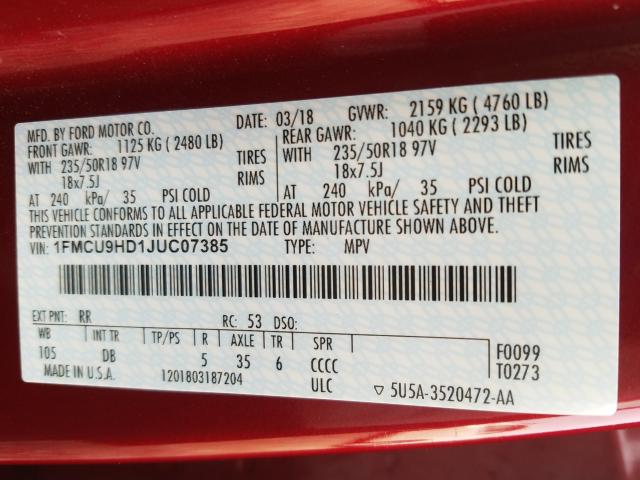 MFD. BY FORD MOTOR CO. DATE: 03/18 GVWR: 2159 KG (4760 LB)
FRONT GAWR: 1125 KG (2480 LB) REAR GAWR: 1040 KG (2293 LB)
WITH 235/50R18 97V TIRES WITH 235/50R18 97V TIRES
18x7.5J RIMS 18x7.5J RIMS
AT 240 kPa/ 35 PSI COLD AT 240 kPa/ 35 PSI COLD
THIS VEHICLE CONFORMS TO ALL APPLICABLE FEDERAL MOTOR VEHICLE SAFETY AND THEFT
PREVENTION STANDARDS IN EFFECT ON THE DATE OF MANUFACTURE SHOWN ABOVE.
VIN: 1FMCU9HD1JUC07385 TYPE: MPV
EXT PNT: RR RC: 53 DSO:
WB INT TR TP/PS R AXLE TR SPR F0099
105 DB 5 35 6 CCCC T0273
MADE IN U.S.A. 1201803187204 ULC 5U5A-3520472-AA